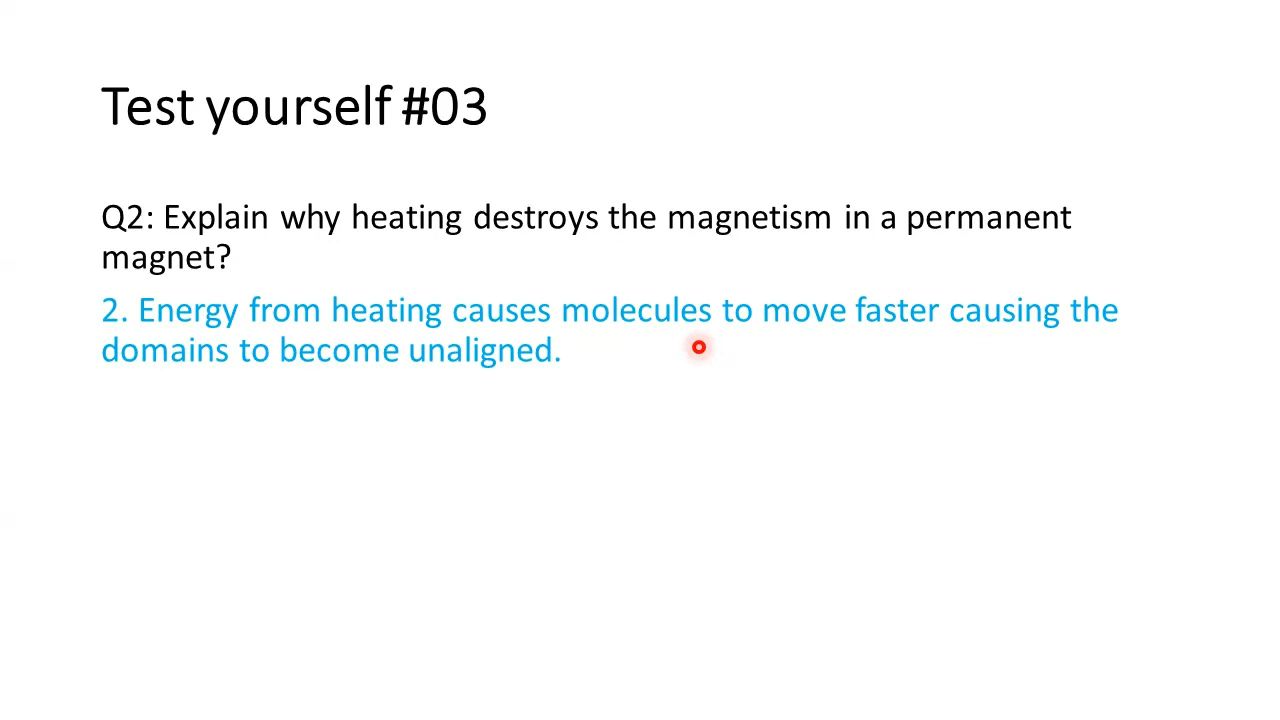 Test yourself #03
Q2: Explain why heating destroys the magnetism in a permanent
magnet?
2. Energy from heating causes molecules to move faster causing the
domains to become unaligned.